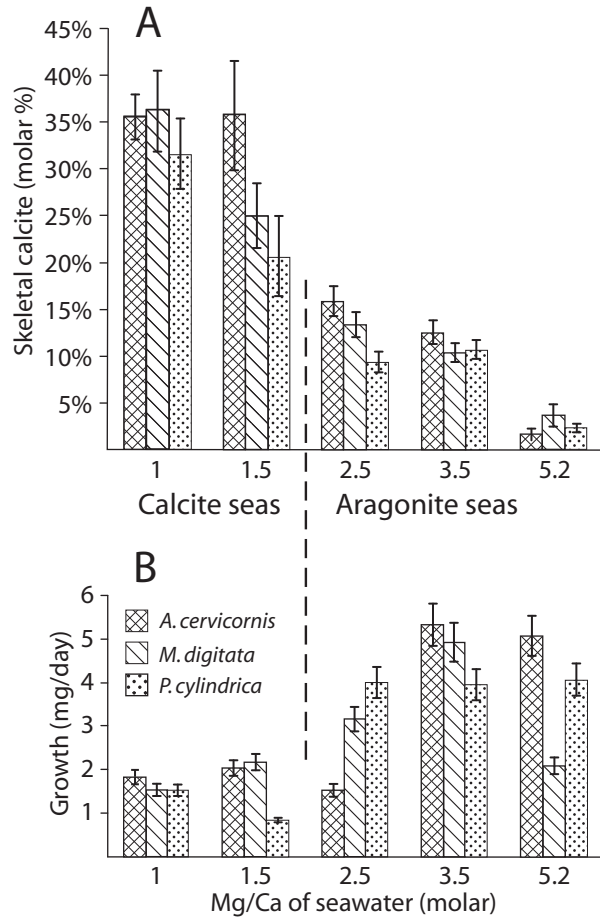 A
Skeletal calcite (molar %)
45%
40%
35%
30%
25%
20%
15%
10%
5%
1 1.5 2.5 3.5 5.2
Calcite seas Aragonite seas
B
Growth (mg/day)
6
5
4
3
2
1
A. cervicornis
M. digitata
P. cylindrica
1 1.5 2.5 3.5 5.2
Mg/Ca of seawater (molar)